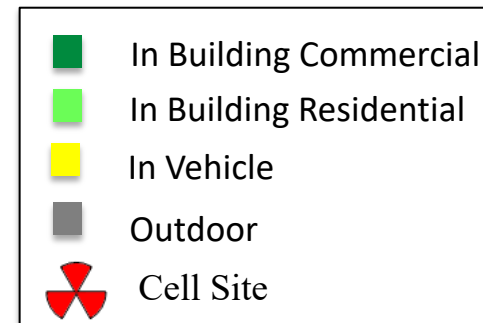 In Building Commercial
In Building Residential
In Vehicle
Outdoor
Cell Site